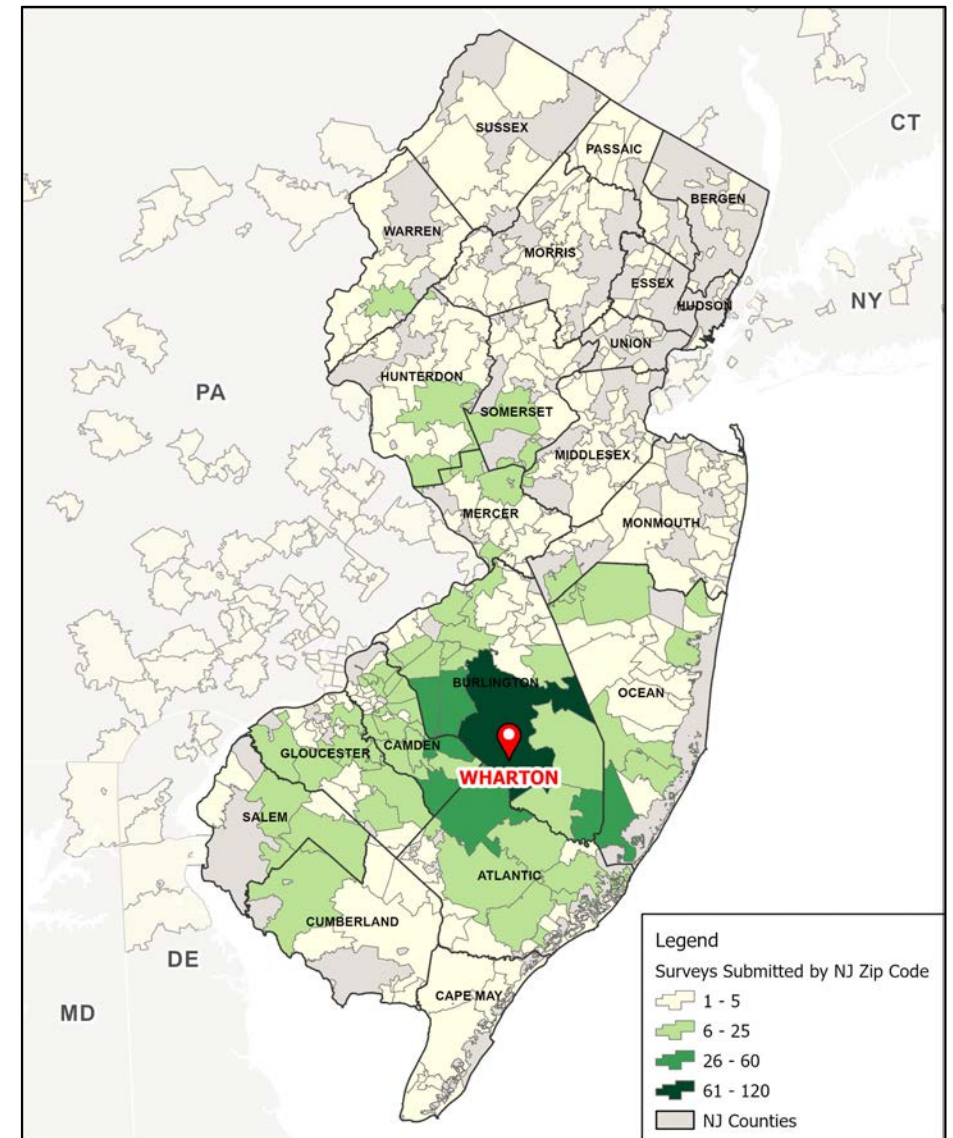 CT
SUSSEX
PASSAIC
BERGEN
WARREN
MORRIS
ESSEX
HUDSON
NY
UNION
PA
HUNTERDON
SOMERSET
MIDDLESEX
MERCER
MONMOUTH
BURLINGTON
OCEAN
GLOUCESTER
CAMDEN
WHARTON
SALEM
ATLANTIC
CUMBERLAND
DE
MD
CAPE MAY
Legend
Surveys Submitted by NJ Zip Code
1 - 5
6 - 25
26 - 60
61 - 120
NJ Counties